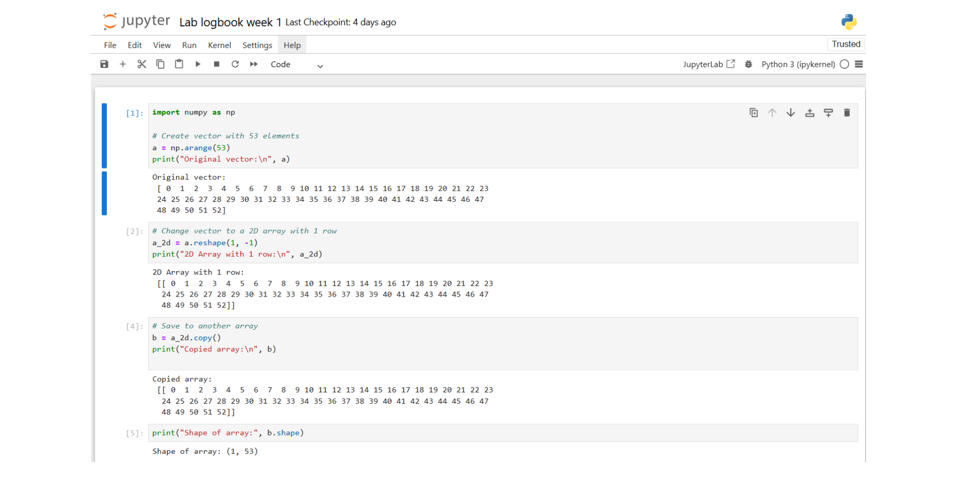 jupyter Lab logbook week 1 Last Checkpoint: 4 days ago
File Edit View Run Kernel Settings Help Trusted
Code JupyterLab Python 3 (ipykernel)
[1]: import numpy as np
# Create vector with 53 elements
a = np.arange(53)
print("Original vector:\n", a)
Original vector:
[ 0 1 2 3 4 5 6 7 8 9 10 11 12 13 14 15 16 17 18 19 20 21 22 23
24 25 26 27 28 29 30 31 32 33 34 35 36 37 38 39 40 41 42 43 44 45 46 47
48 49 50 51 52]
[2]: # Change vector to a 2D array with 1 row
a_2d = a.reshape(1, -1)
print("2D Array with 1 row:\n", a_2d)
2D Array with 1 row:
[[ 0 1 2 3 4 5 6 7 8 9 10 11 12 13 14 15 16 17 18 19 20 21 22 23
24 25 26 27 28 29 30 31 32 33 34 35 36 37 38 39 40 41 42 43 44 45 46 47
48 49 50 51 52]]
[4]: # Save to another array
b = a_2d.copy()
print("Copied array:\n", b)
Copied array:
[[ 0 1 2 3 4 5 6 7 8 9 10 11 12 13 14 15 16 17 18 19 20 21 22 23
24 25 26 27 28 29 30 31 32 33 34 35 36 37 38 39 40 41 42 43 44 45 46 47
48 49 50 51 52]]
[5]: print("Shape of array:", b.shape)
Shape of array: (1, 53)